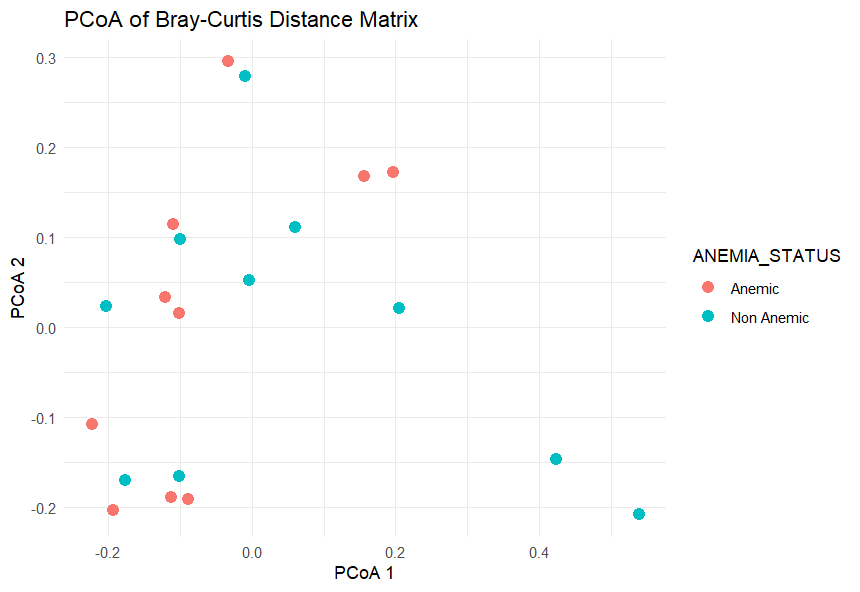 PCoA of Bray-Curtis Distance Matrix
0.3
0.2
0.1
0.0
-0.1
-0.2
PCoA 2
-0.2 0.0 0.2 0.4
PCoA 1
ANEMIA_STATUS
Anemic
Non Anemic